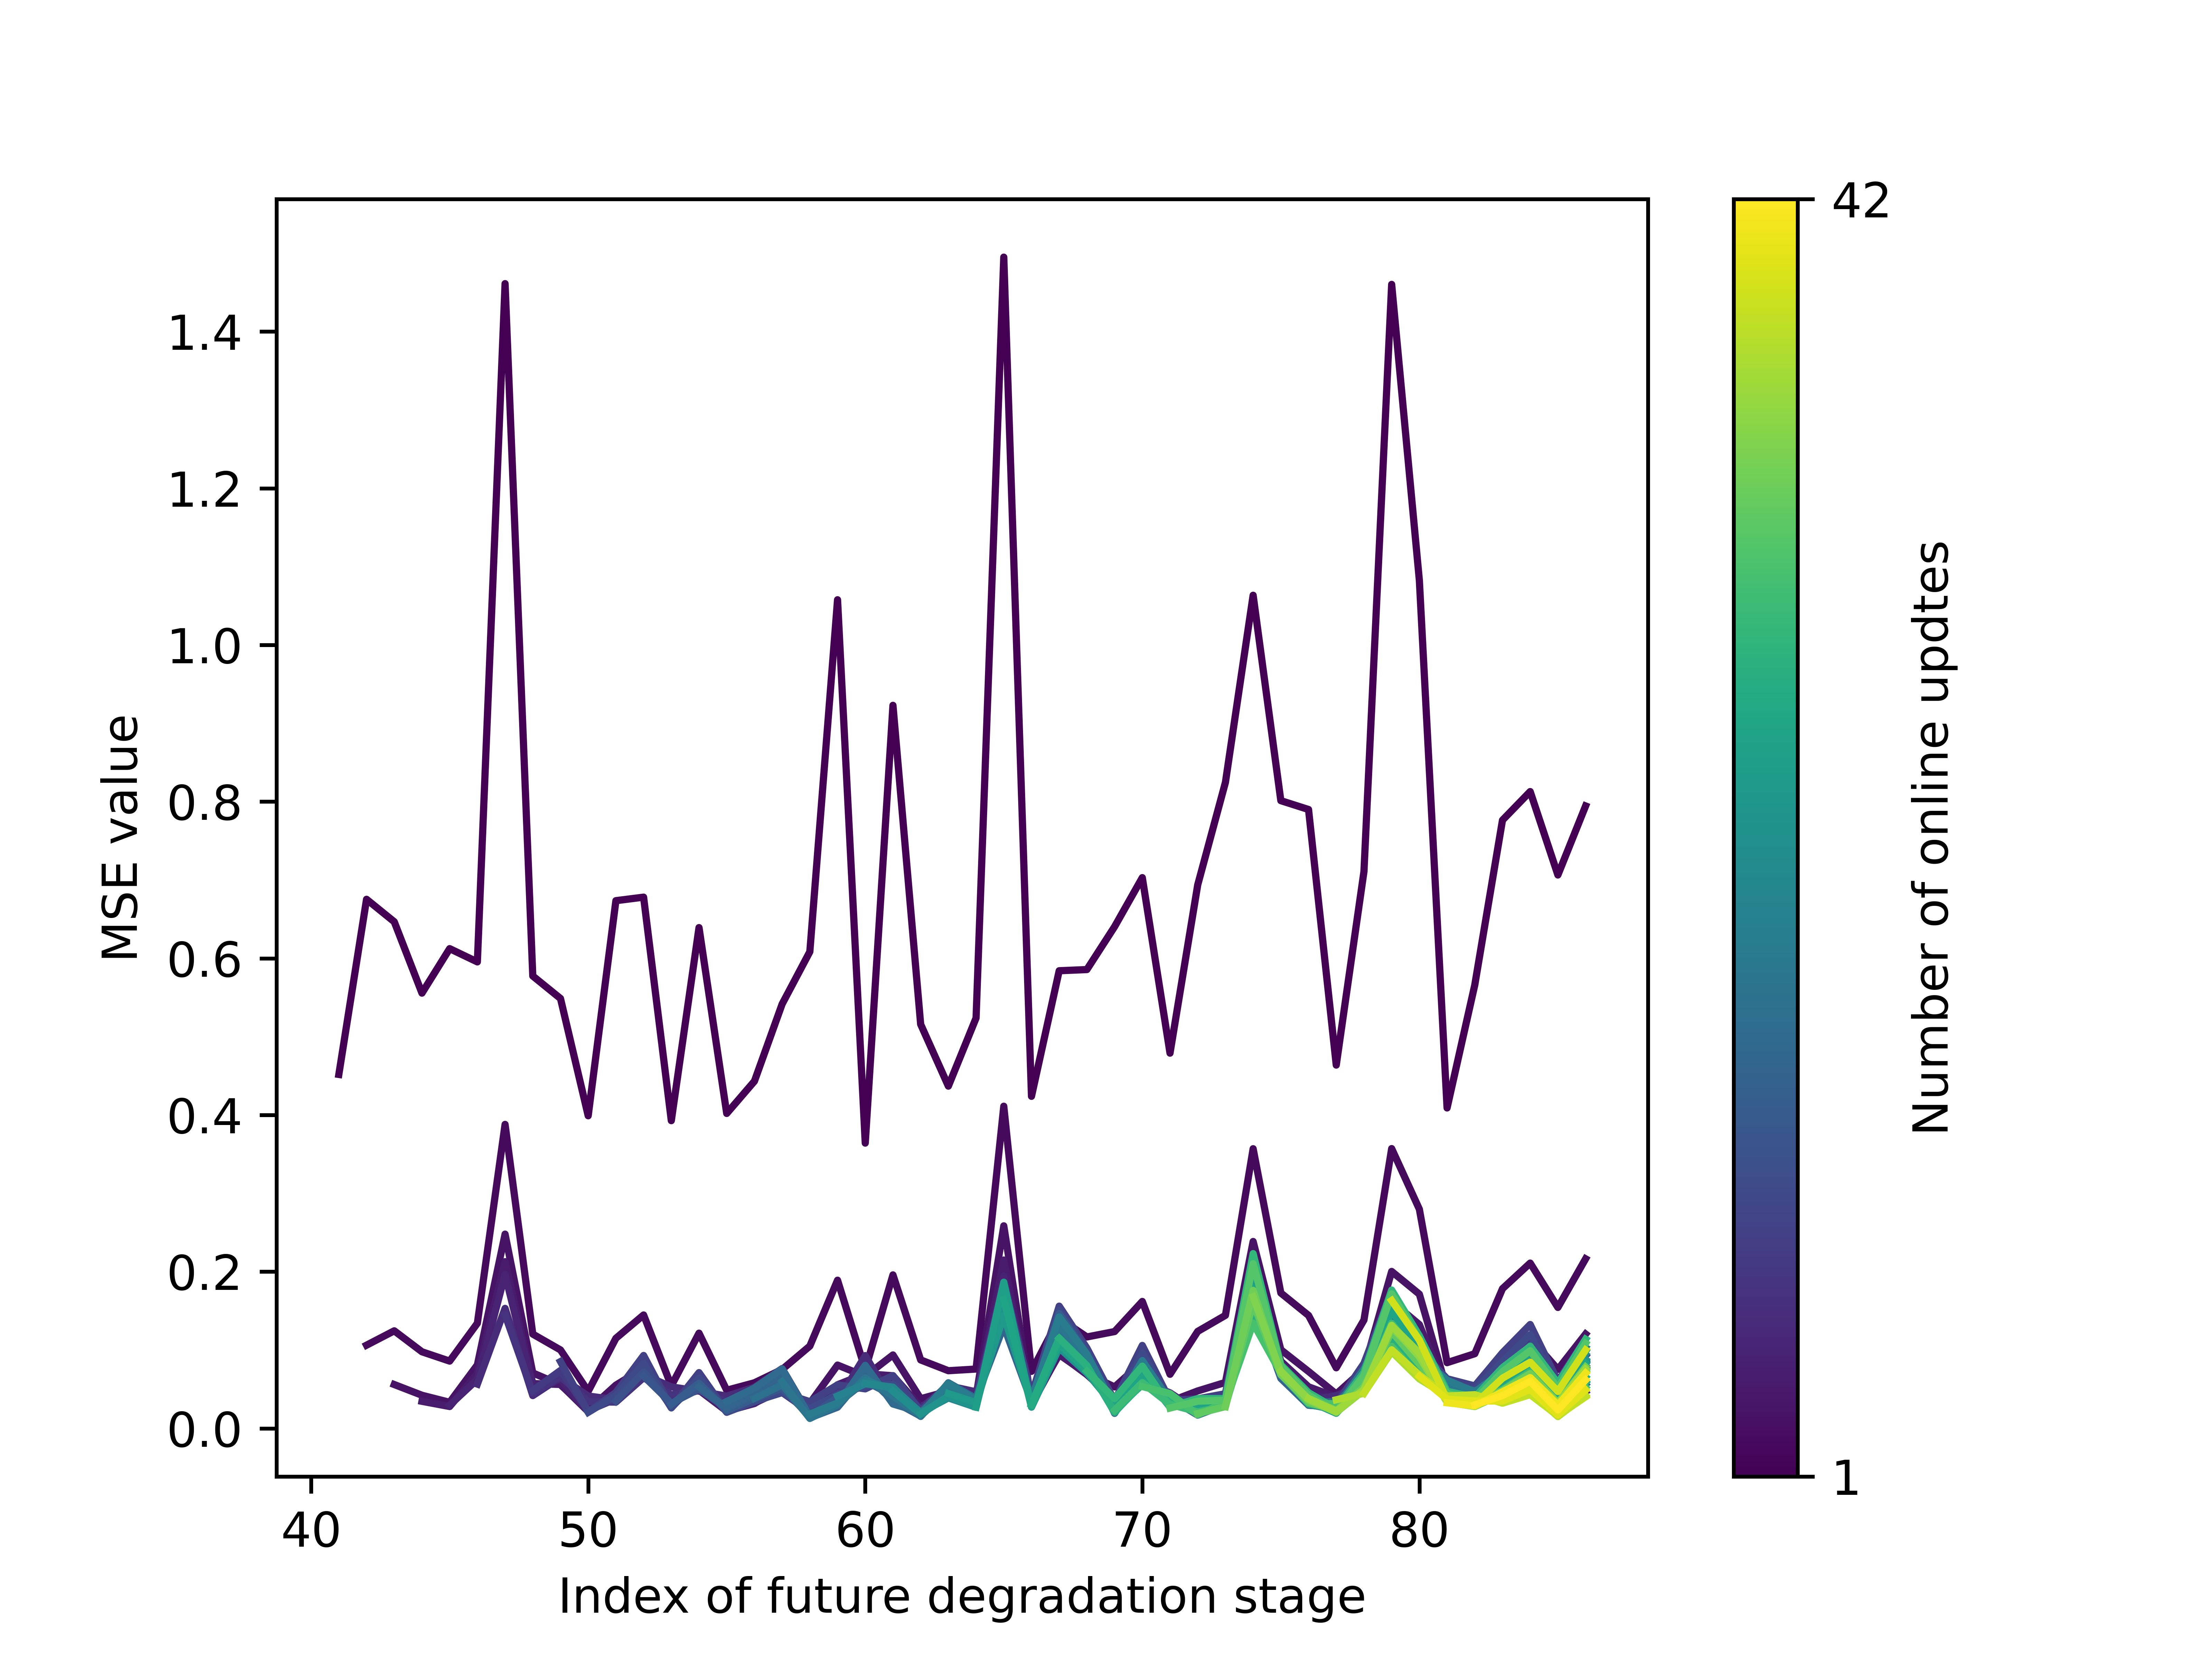 42
1.4
1.2
1.0
0.8
0.6
0.4
0.2
0.0
MSE value
Number of online updtes
1
40 50 60 70 80
Index of future degradation stage